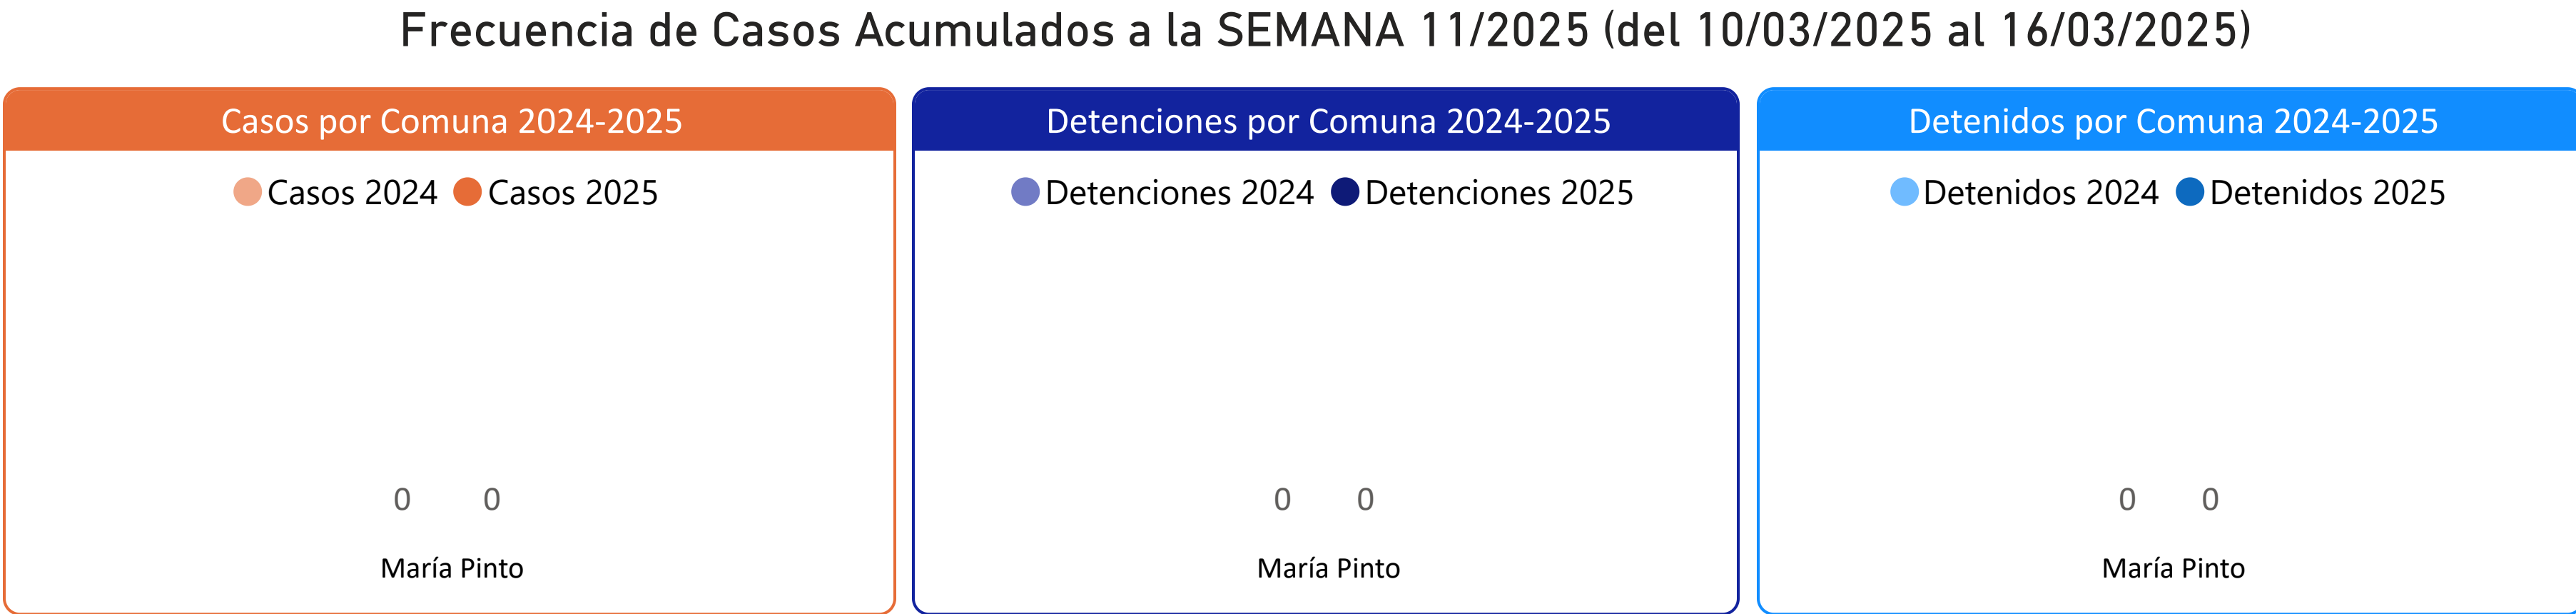 Frecuencia de Casos Acumulados a la SEMANA 11/2025 (del 10/03/2025 al 16/03/2025)
Casos por Comuna 2024-2025
Casos 2024 Casos 2025
0 0
María Pinto
Detenciones por Comuna 2024-2025
Detenciones 2024 Detenciones 2025
0 0
María Pinto
Detenidos por Comuna 2024-2025
Detenidos 2024 Detenidos 2025
0 0
María Pinto